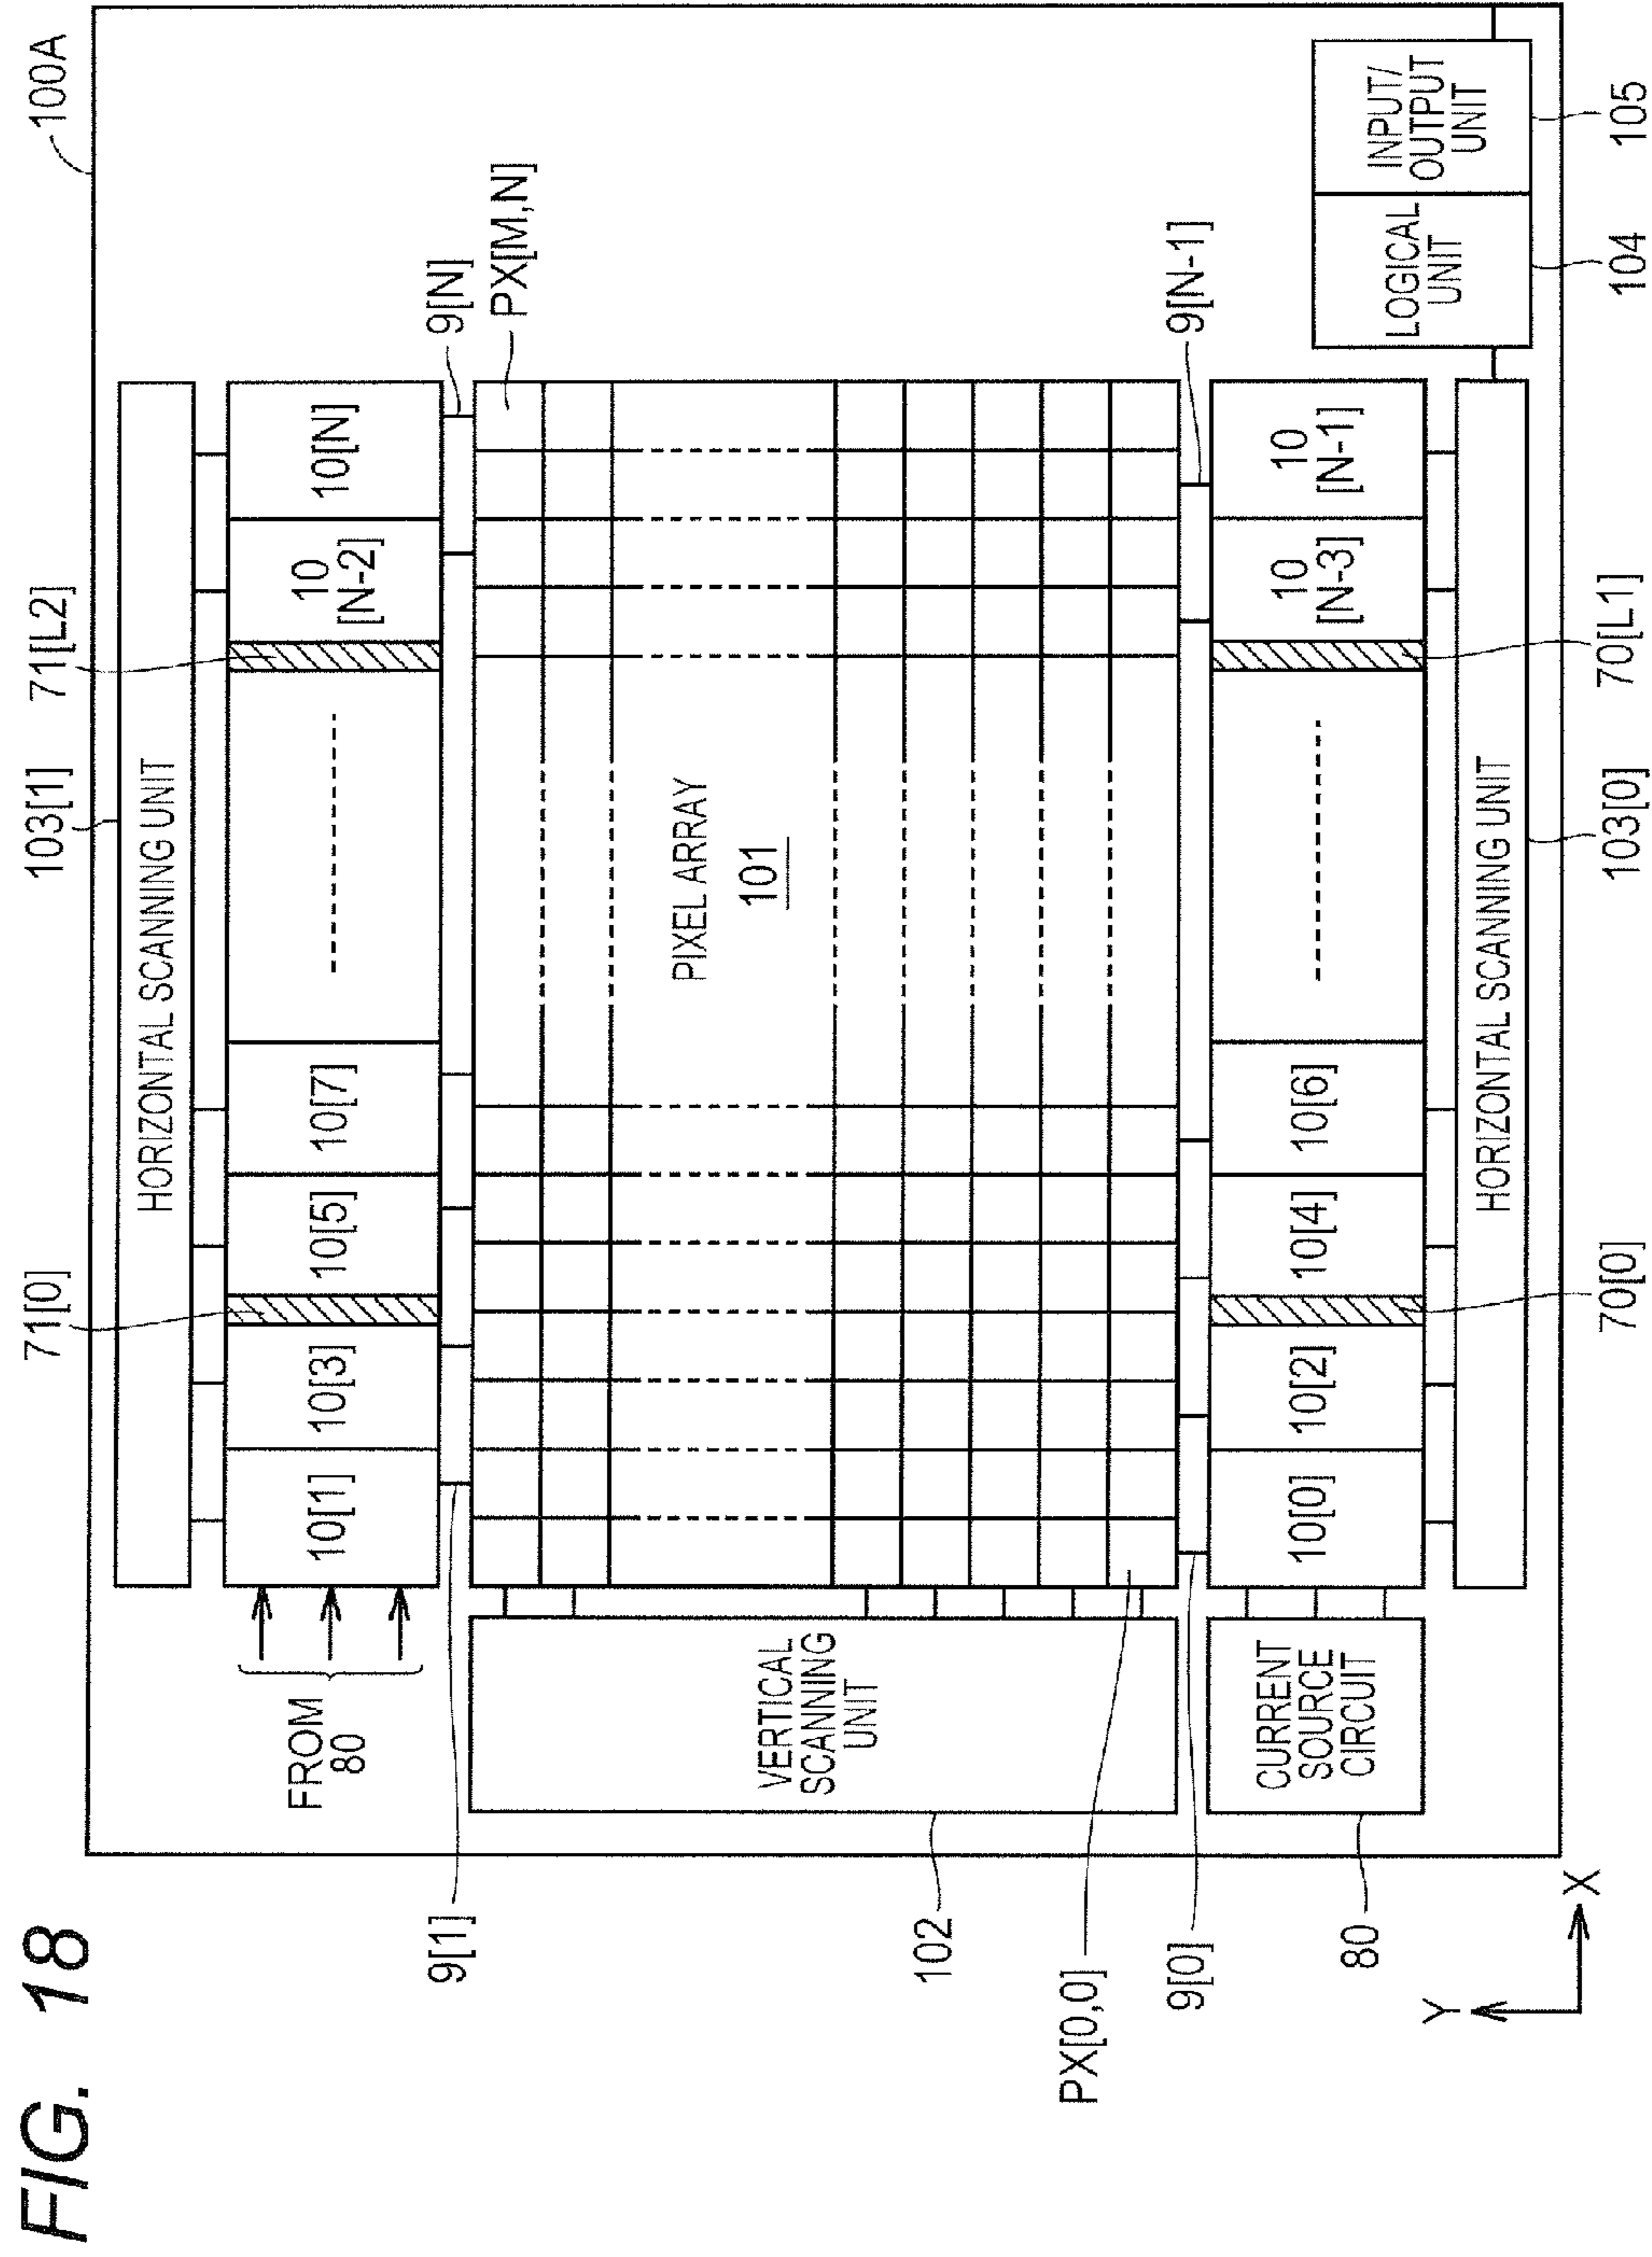 FIG. 18
100A
103[1]
71[0]
71[L2]
HORIZONTAL SCANNING UNIT
FROM
80
10[1]
10[3]
10[5]
10[7]
10
[N-2]
10[N]
9[1]
9[N]
PX[M,N]
VERTICAL
SCANNING
UNIT
102
PIXEL ARRAY
101
PX[0,0]
9[0]
9[N-1]
CURRENT
SOURCE
CIRCUIT
80
10[0]
10[2]
10[4]
10[6]
10
[N-3]
10
[N-1]
LOGICAL
UNIT
INPUT/
OUTPUT
UNIT
HORIZONTAL SCANNING UNIT
70[0]
103[0]
70[L1]
104
105
Y
X